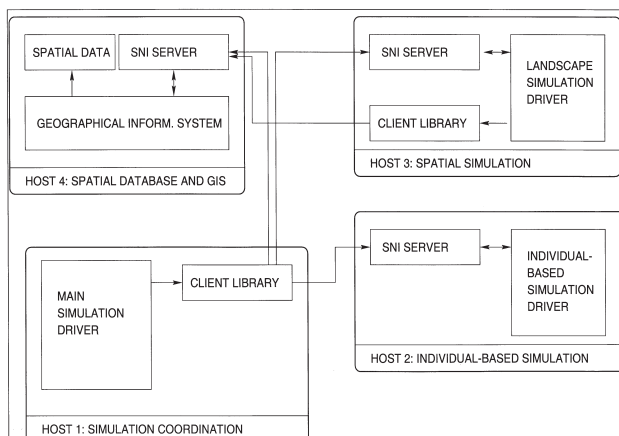 SPATIAL DATA
SNI SERVER
GEOGRAPHICAL INFORM. SYSTEM
HOST 4: SPATIAL DATABASE AND GIS
SNI SERVER
LANDSCAPE
SIMULATION
DRIVER
CLIENT LIBRARY
HOST 3: SPATIAL SIMULATION
MAIN
SIMULATION
DRIVER
CLIENT LIBRARY
HOST 1: SIMULATION COORDINATION
SNI SERVER
INDIVIDUAL-
BASED
SIMULATION
DRIVER
HOST 2: INDIVIDUAL-BASED SIMULATION